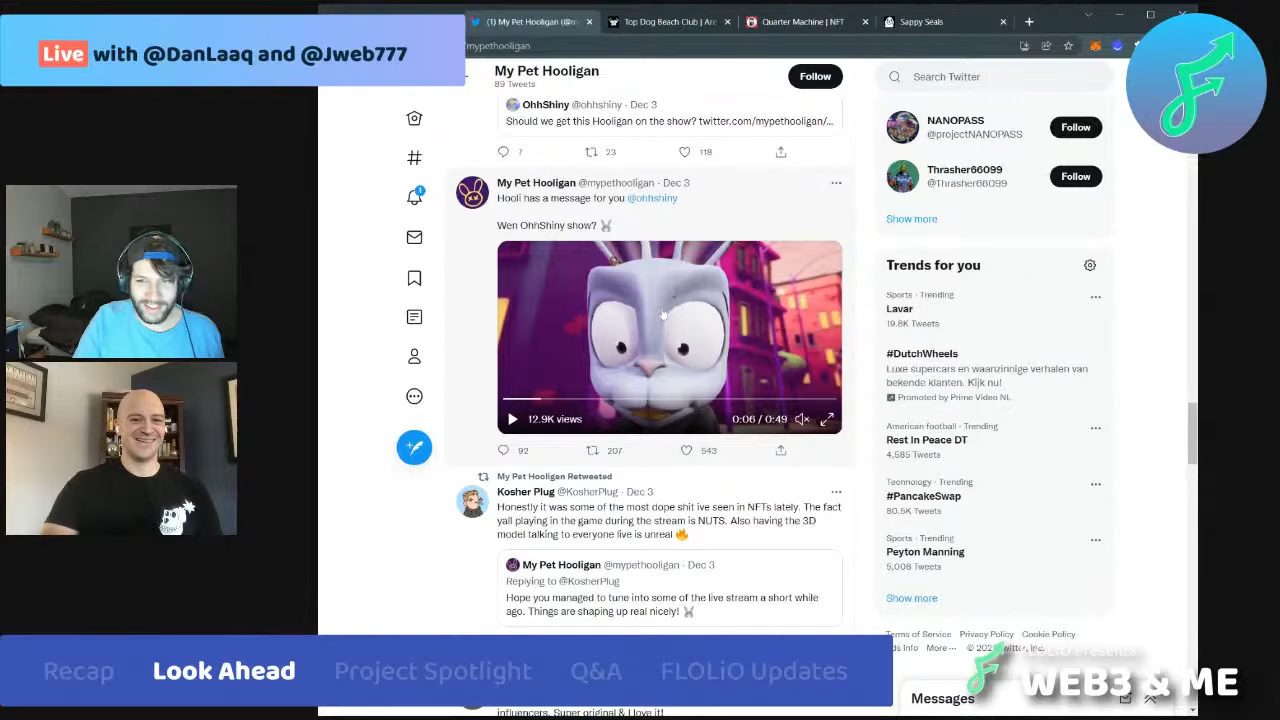 Live with @DanLaaq and @Jweb777
(1) My Pet Hooligan (@m
Top Dog Beach Club | Are
Quarter Machine | NFT
Sappy Seals
mypethooligan
My Pet Hooligan
89 Tweets
Follow
Search Twitter
OhhShiny @ohhshiny · Dec 3
Should we get this Hooligan on the show? twitter.com/mypethooligan/...
7 23 118
NANOPASS
@projectNANOPASS
Follow
Thrasher66099
@Thrasher66099
Follow
Show more
1
My Pet Hooligan @mypethooligan · Dec 3
Hooli has a message for you @ohhshiny
Wen OhhShiny show?
12.9K views
0:06 / 0:49
92 207 543
Trends for you
Sports · Trending
Lavar
19.8K Tweets
#DutchWheels
Luxe supercars en waanzinnige verhalen van
bekende klanten. Kijk nu!
Promoted by Prime Video NL
American football · Trending
Rest In Peace DT
4,585 Tweets
Technology · Trending
#PancakeSwap
80.5K Tweets
Sports · Trending
Peyton Manning
5,008 Tweets
Show more
My Pet Hooligan Retweeted
Kosher Plug @KosherPlug · Dec 3
Honestly it was some of the most dope shit ive seen in NFTs lately. The fact
yall playing in the game during the stream is NUTS. Also having the 3D
model talking to everyone live is unreal
My Pet Hooligan @mypethooligan · Dec 3
Replying to @KosherPlug
Hope you managed to tune into some of the live stream a short while
ago. Things are shaping up real nicely!
Terms of Service Privacy Policy Cookie Policy
More
Recap Look Ahead Project Spotlight Q&A FLOLiO Updates
Presents
WEB3 & ME
Messages
influencers. Super original & I love it!